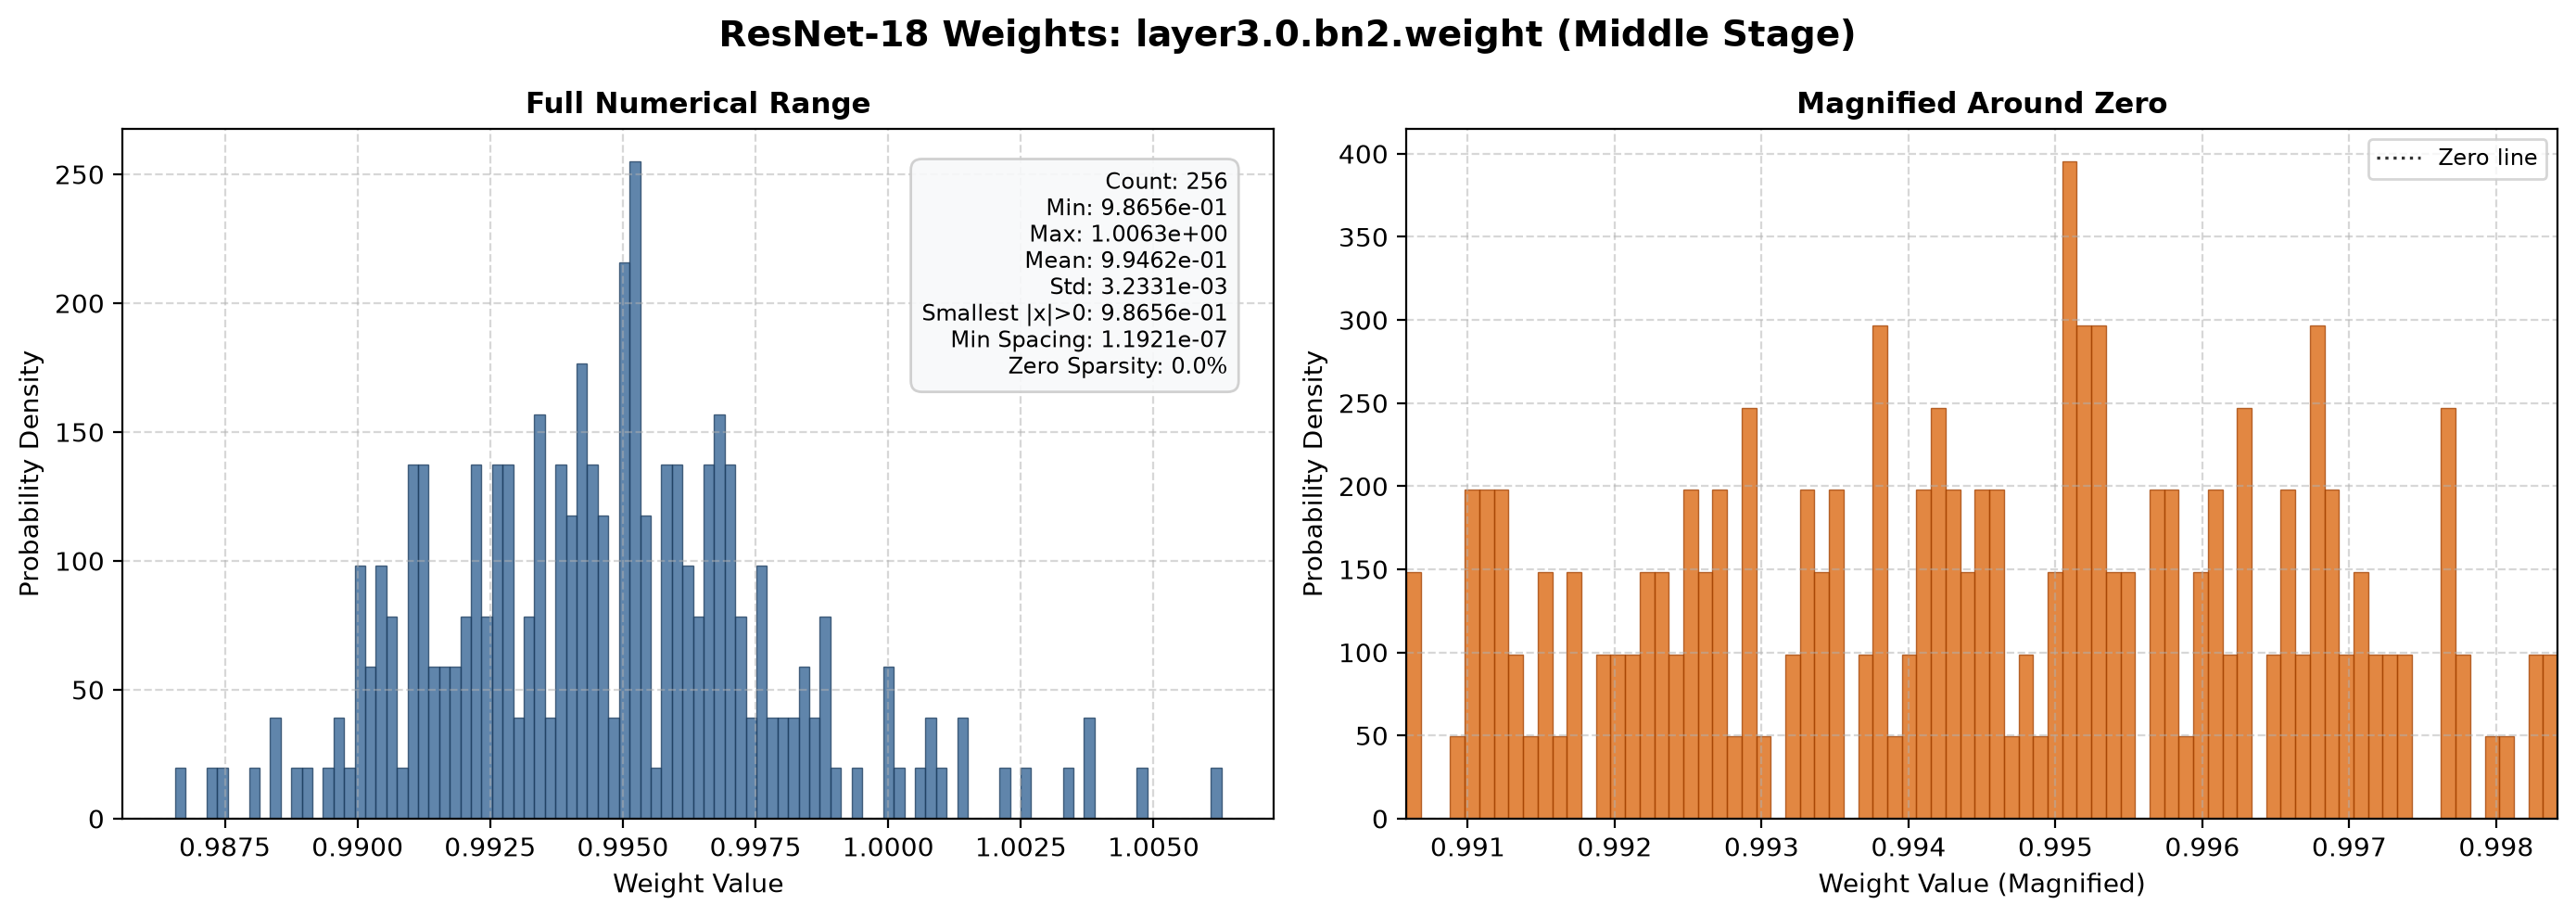 ResNet-18 Weights: layer3.0.bn2.weight (Middle Stage)
Full Numerical Range
Probability Density
250
200
150
100
50
0
Count: 256
Min: 9.8656e-01
Max: 1.0063e+00
Mean: 9.9462e-01
Std: 3.2331e-03
Smallest |x|>0: 9.8656e-01
Min Spacing: 1.1921e-07
Zero Sparsity: 0.0%
0.9875 0.9900 0.9925 0.9950 0.9975 1.0000 1.0025 1.0050
Weight Value
Magnified Around Zero
Probability Density
400
350
300
250
200
150
100
50
0
Zero line
0.991 0.992 0.993 0.994 0.995 0.996 0.997 0.998
Weight Value (Magnified)